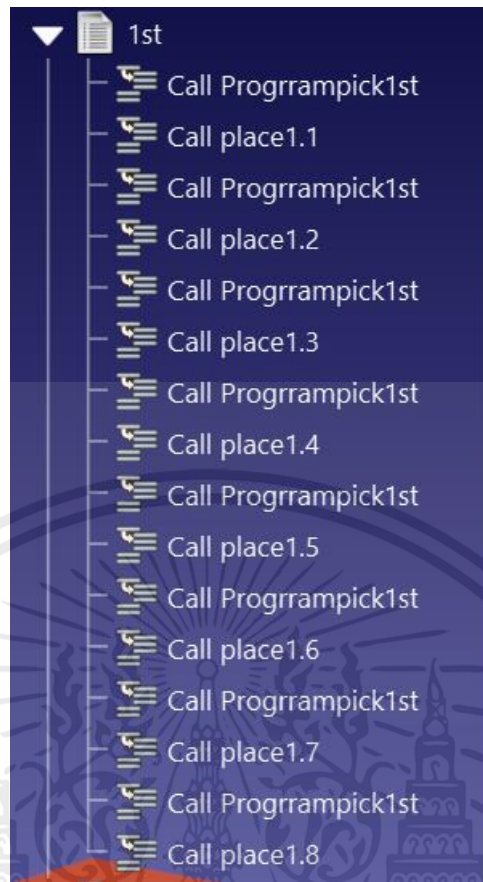 1st
Call Progrrampick1st
Call place1.1
Call Progrrampick1st
Call place1.2
Call Progrrampick1st
Call place1.3
Call Progrrampick1st
Call place1.4
Call Progrrampick1st
Call place1.5
Call Progrrampick1st
Call place1.6
Call Progrrampick1st
Call place1.7
Call Progrrampick1st
Call place1.8